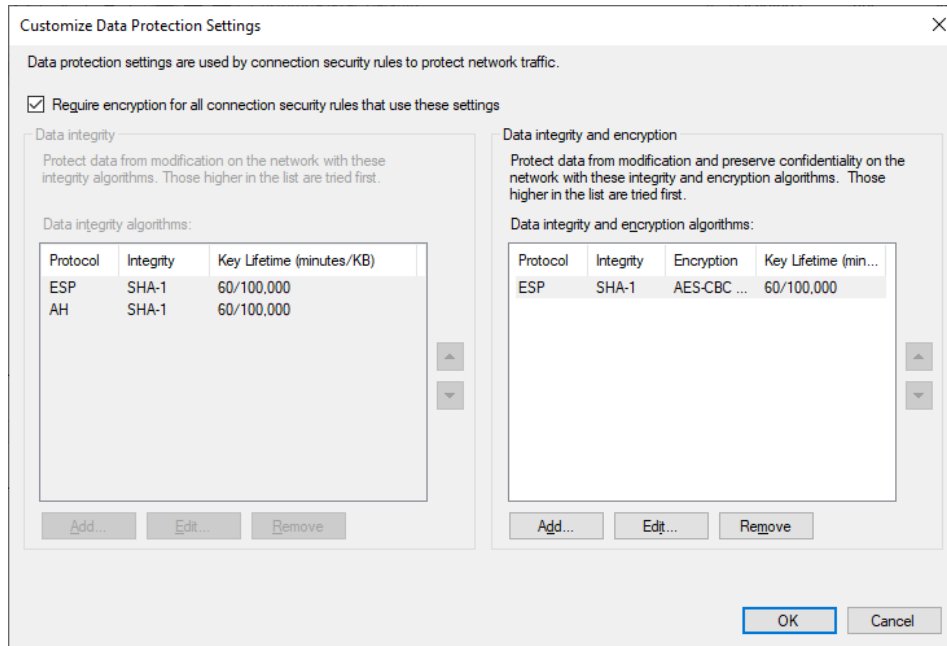 Customize Data Protection Settings
Data protection settings are used by connection security rules to protect network traffic.
Require encryption for all connection security rules that use these settings
Data integrity
Protect data from modification on the network with these
integrity algorithms. Those higher in the list are tried first.
Data integrity algorithms:
Protocol Integrity Key Lifetime (minutes/KB)
ESP SHA-1 60/100,000
AH SHA-1 60/100,000
Add... Edit... Remove
Data integrity and encryption
Protect data from modification and preserve confidentiality on the
network with these integrity and encryption algorithms. Those
higher in the list are tried first.
Data integrity and encryption algorithms:
Protocol Integrity Encryption Key Lifetime (min...
ESP SHA-1 AES-CBC ... 60/100,000
Add... Edit... Remove
OK Cancel